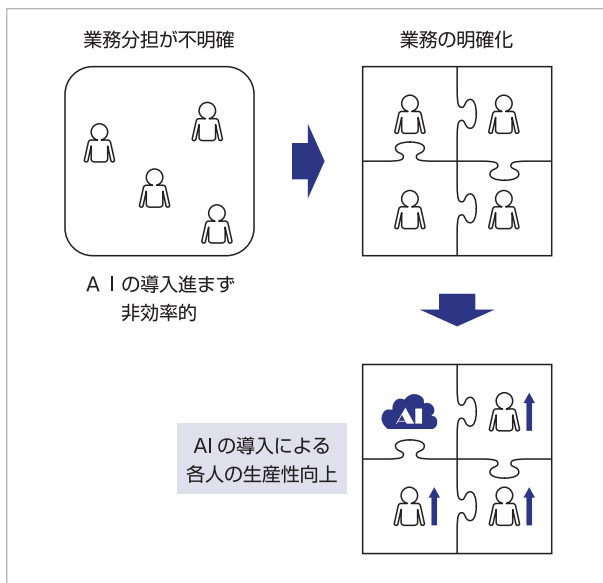 業務分担が不明確
業務の明確化
ＡＩの導入進まず
非効率的
AI
AIの導入による
各人の生産性向上